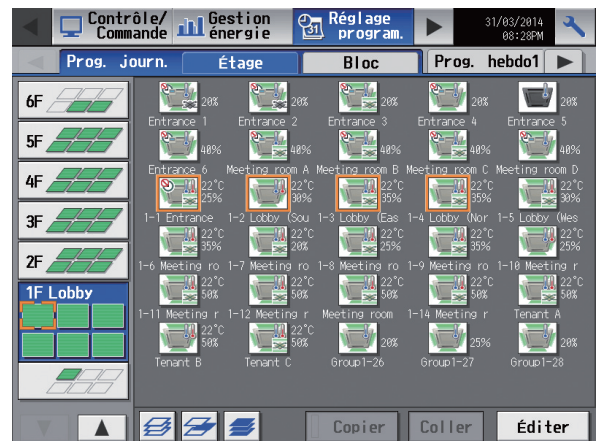 Contrôle/ Commande
Gestion énergie
31
Réglage program.
31/03/2014
08:28PM
Prog. journ.
Étage
Bloc
Prog. hebdo1
6F
5F
4F
3F
2F
1F Lobby
20% 20% 20% 20% 20%
Entrance 1 Entrance 2 Entrance 3 Entrance 4 Entrance 5
40% 40% 40% 40% 40%
Entrance 6 Meeting room A Meeting room B Meeting room C Meeting room D
22°C 22°C 22°C 22°C 22°C
25% 30% 35% 35% 30%
1-1 Entrance 1-2 Lobby (Sou 1-3 Lobby (Eas 1-4 Lobby (Nor 1-5 Lobby (Wes
22°C 22°C 22°C 22°C 22°C
35% 20% 25% 35% 25%
1-6 Meeting ro 1-7 Meeting ro 1-8 Meeting ro 1-9 Meeting ro 1-10 Meeting r
22°C 22°C 22°C 22°C 22°C
50% 50% 50% 50% 50%
1-11 Meeting r 1-12 Meeting r Meeting room 1-14 Meeting r Tenant A
22°C 22°C
50% 50% 20% 25% 20%
Tenant B Tenant C Group1-26 Group1-27 Group1-28
Copier
Coller
Éditer